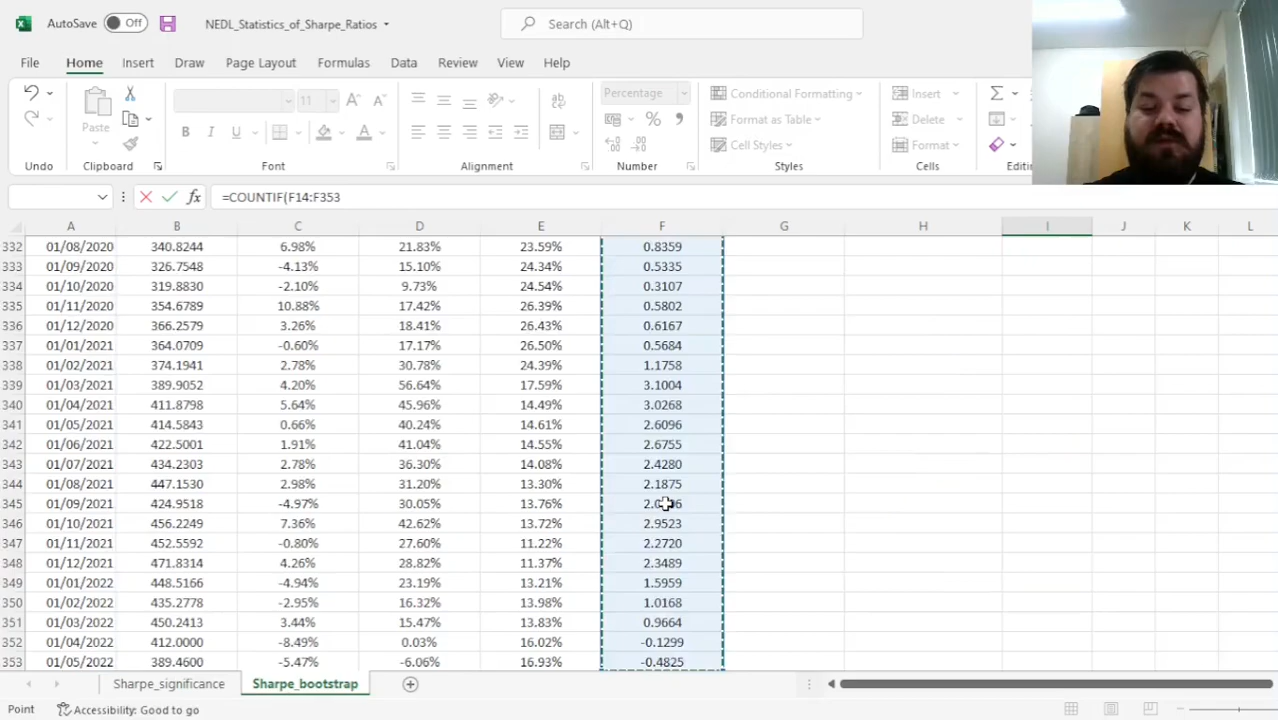 AutoSave Off NEDL_Statistics_of_Sharpe_Ratios Search (Alt+Q)
File Home Insert Draw Page Layout Formulas Data Review View Help
11 Percentage Conditional Formatting Insert
Paste Format as Table Delete
Cell Styles Format
Undo Clipboard Font Alignment Number Styles Cells Editin
=COUNTIF(F14:F353
A B C D E F G H I J K L
332 01/08/2020 340.8244 6.98% 21.83% 23.59% 0.8359
333 01/09/2020 326.7548 -4.13% 15.10% 24.34% 0.5335
334 01/10/2020 319.8830 -2.10% 9.73% 24.54% 0.3107
335 01/11/2020 354.6789 10.88% 17.42% 26.39% 0.5802
336 01/12/2020 366.2579 3.26% 18.41% 26.43% 0.6167
337 01/01/2021 364.0709 -0.60% 17.17% 26.50% 0.5684
338 01/02/2021 374.1941 2.78% 30.78% 24.39% 1.1758
339 01/03/2021 389.9052 4.20% 56.64% 17.59% 3.1004
340 01/04/2021 411.8798 5.64% 45.96% 14.49% 3.0268
341 01/05/2021 414.5843 0.66% 40.24% 14.61% 2.6096
342 01/06/2021 422.5001 1.91% 41.04% 14.55% 2.6755
343 01/07/2021 434.2303 2.78% 36.30% 14.08% 2.4280
344 01/08/2021 447.1530 2.98% 31.20% 13.30% 2.1875
345 01/09/2021 424.9518 -4.97% 30.05% 13.76%
346 01/10/2021 456.2249 7.36% 42.62% 13.72% 2.9523
347 01/11/2021 452.5592 -0.80% 27.60% 11.22% 2.2720
348 01/12/2021 471.8314 4.26% 28.82% 11.37% 2.3489
349 01/01/2022 448.5166 -4.94% 23.19% 13.21% 1.5959
350 01/02/2022 435.2778 -2.95% 16.32% 13.98% 1.0168
351 01/03/2022 450.2413 3.44% 15.47% 13.83% 0.9664
352 01/04/2022 412.0000 -8.49% 0.03% 16.02% -0.1299
353 01/05/2022 389.4600 -5.47% -6.06% 16.93% -0.4825
Sharpe_significance Sharpe_bootstrap
Point Accessibility: Good to go